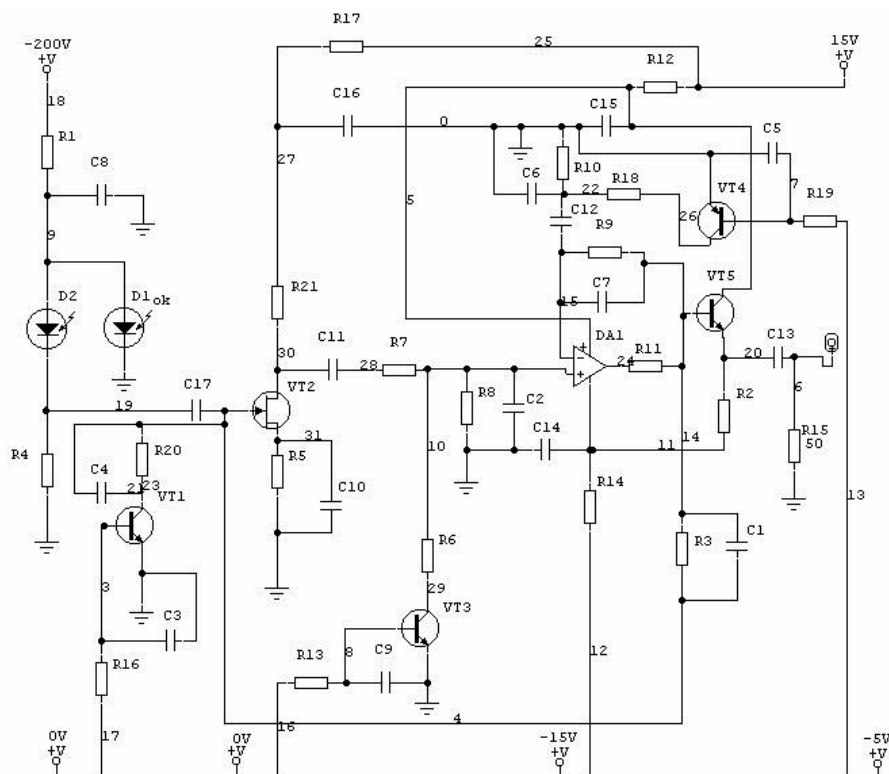 R17
25
-200V
+V
15V
+V
R12
18
C16
C15
0
R1
C8
C5
R10
27
C6
22
R18
7
R19
VT4
5
C12
26
9
R9
D2
D1ok
R21
C7
15
VT5
DA1
30
C11
28
R7
24
R11
C13
20
VT2
C17
19
R8
C2
R2
6
31
10
14
R15
50
R4
C4
R20
R5
C14
11
21
23
VT1
C10
R14
13
R3
C1
R6
3
29
C3
VT3
R16
R13
8
C9
12
4
16
17
0V
+V
0V
+V
-15V
+V
-5V
+V